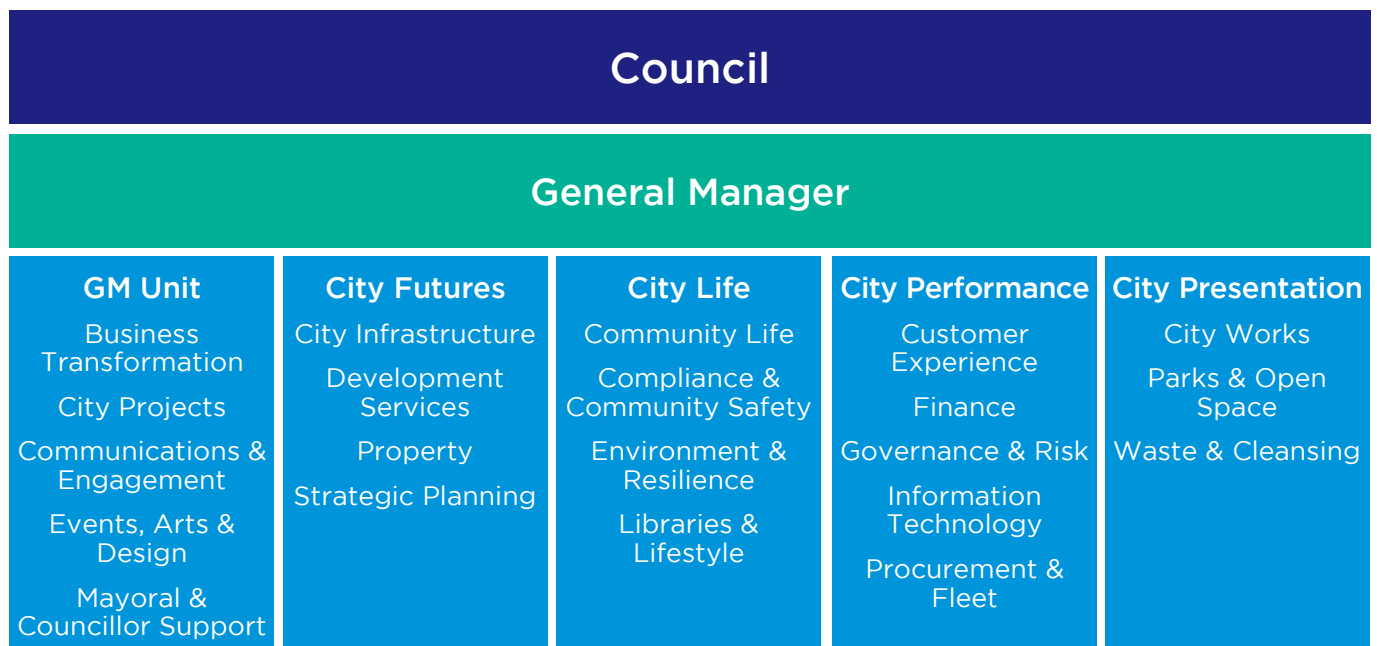 Council
General Manager
GM Unit
Business
Transformation
City Projects
Communications &
Engagement
Events, Arts &
Design
Mayoral &
Councillor Support
City Futures
City Infrastructure
Development
Services
Property
Strategic Planning
City Life
Community Life
Compliance &
Community Safety
Environment &
Resilience
Libraries &
Lifestyle
City Performance
Customer
Experience
Finance
Governance & Risk
Information
Technology
Procurement &
Fleet
City Presentation
City Works
Parks & Open
Space
Waste & Cleansing